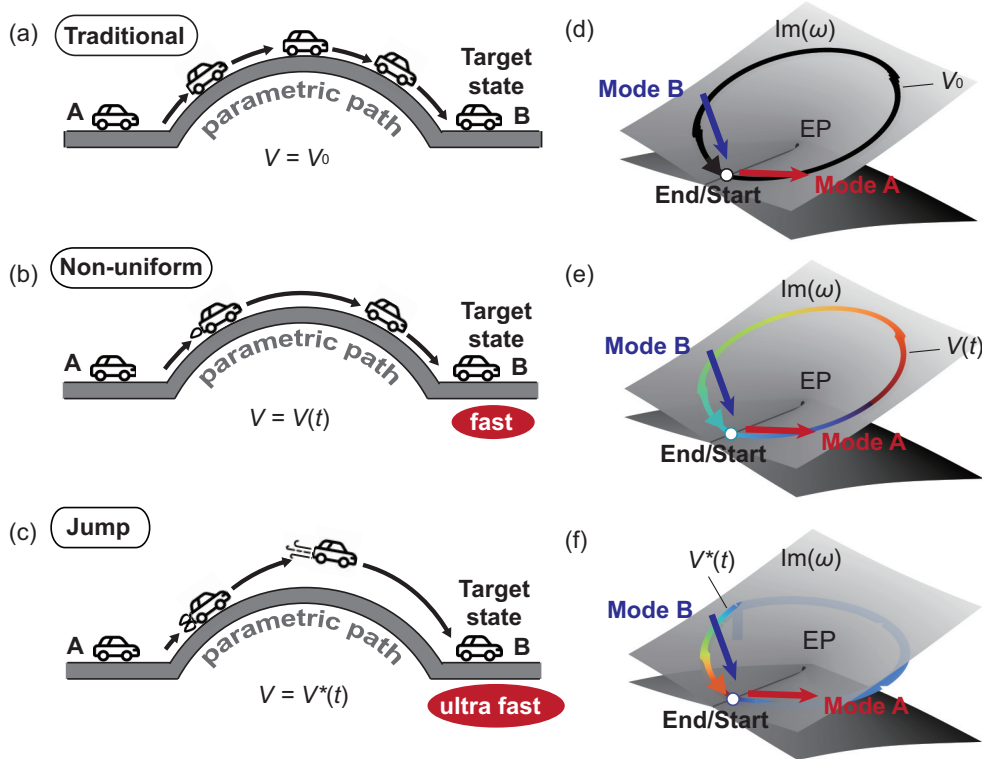 (a) Traditional
A
Target
state
B
parametric path
V = V₀
(b) Non-uniform
A
Target
state
B
parametric path
V = V(t)
fast
(c) Jump
A
Target
state
B
parametric path
V = V*(t)
ultra fast
(d)
Im(ω)
Mode B
V₀
EP
End/Start
Mode A
(e)
Im(ω)
Mode B
V(t)
EP
End/Start
Mode A
(f)
V*(t)
Im(ω)
Mode B
EP
End/Start
Mode A